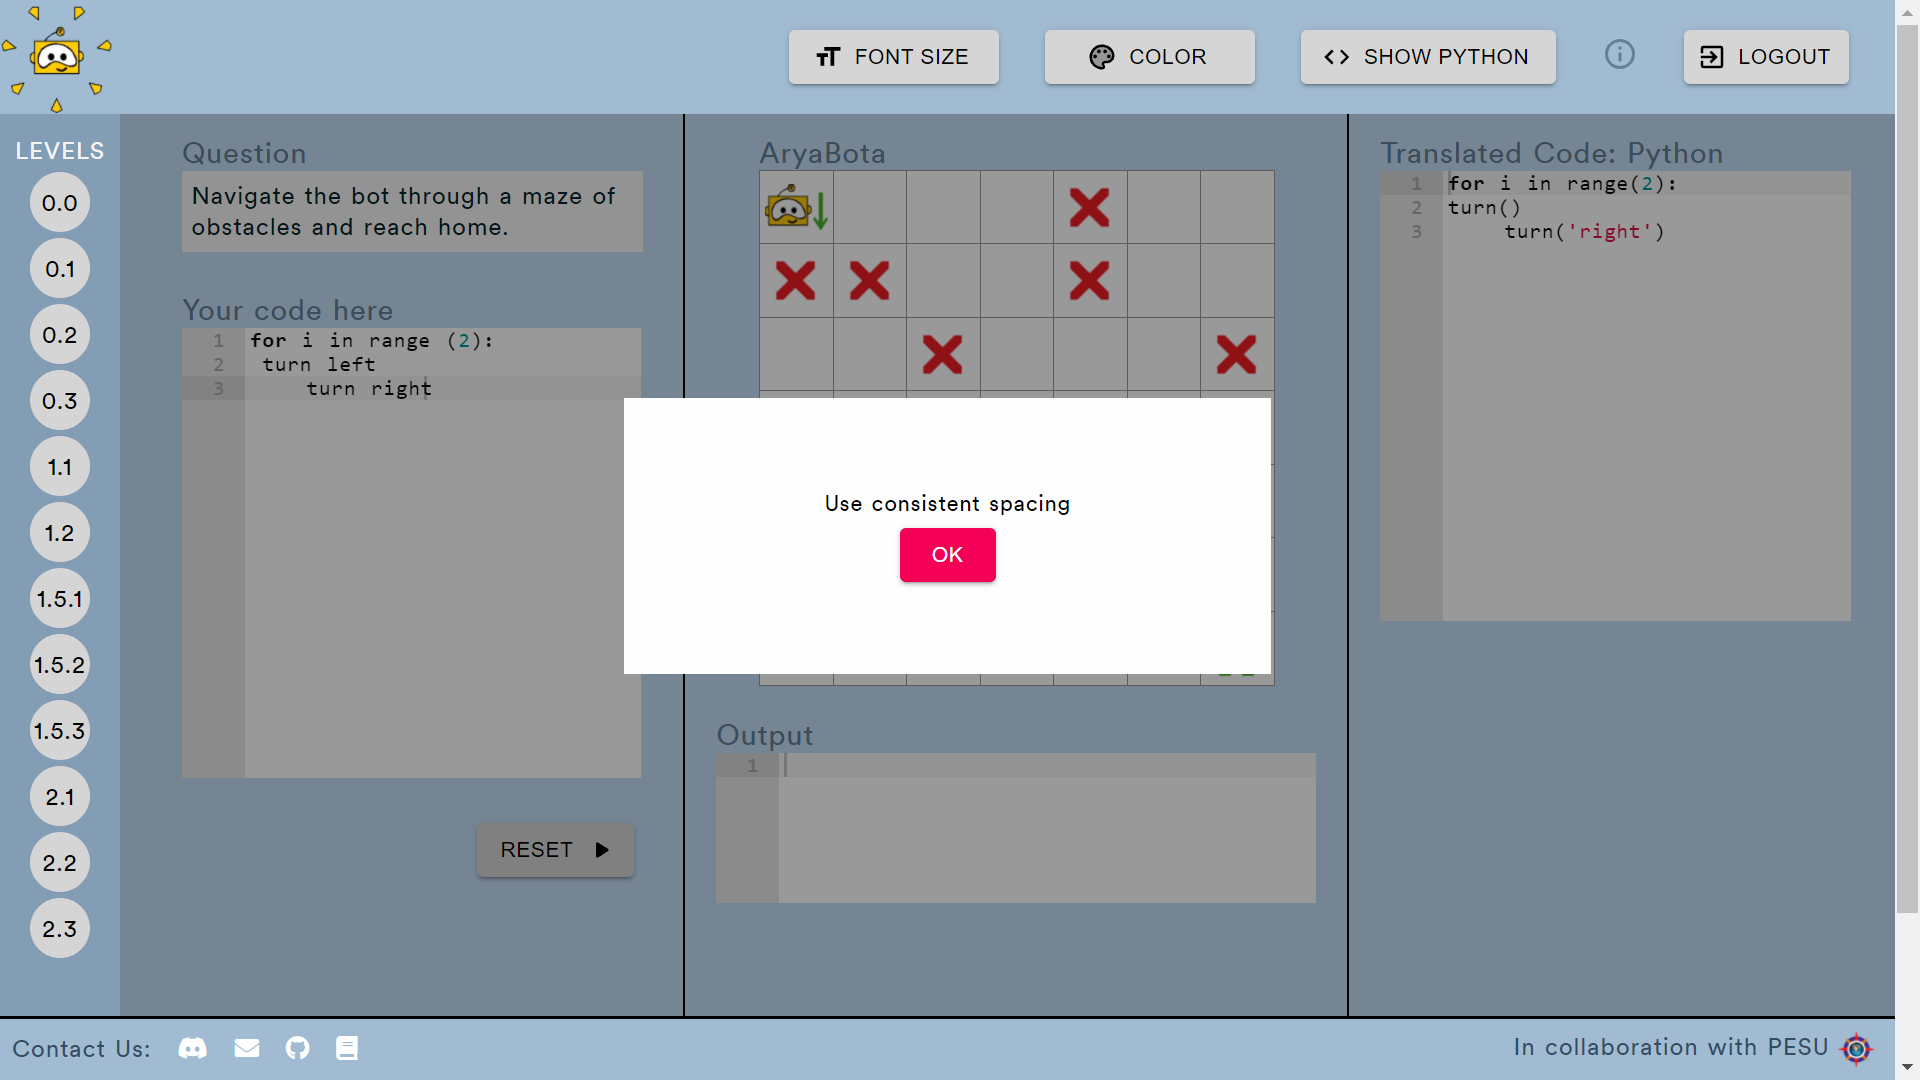 FONT SIZE
COLOR
SHOW PYTHON
LOGOUT
LEVELS
0.0
0.1
0.2
0.3
1.1
1.2
1.5.1
1.5.2
1.5.3
2.1
2.2
2.3
Question
Navigate the bot through a maze of
obstacles and reach home.
Your code here
1 for i in range (2):
2 turn left
3 turn right
RESET
AryaBota
Use consistent spacing
OK
Output
1
Translated Code: Python
1 for i in range(2):
2 turn()
3 turn('right')
Contact Us:
In collaboration with PESU